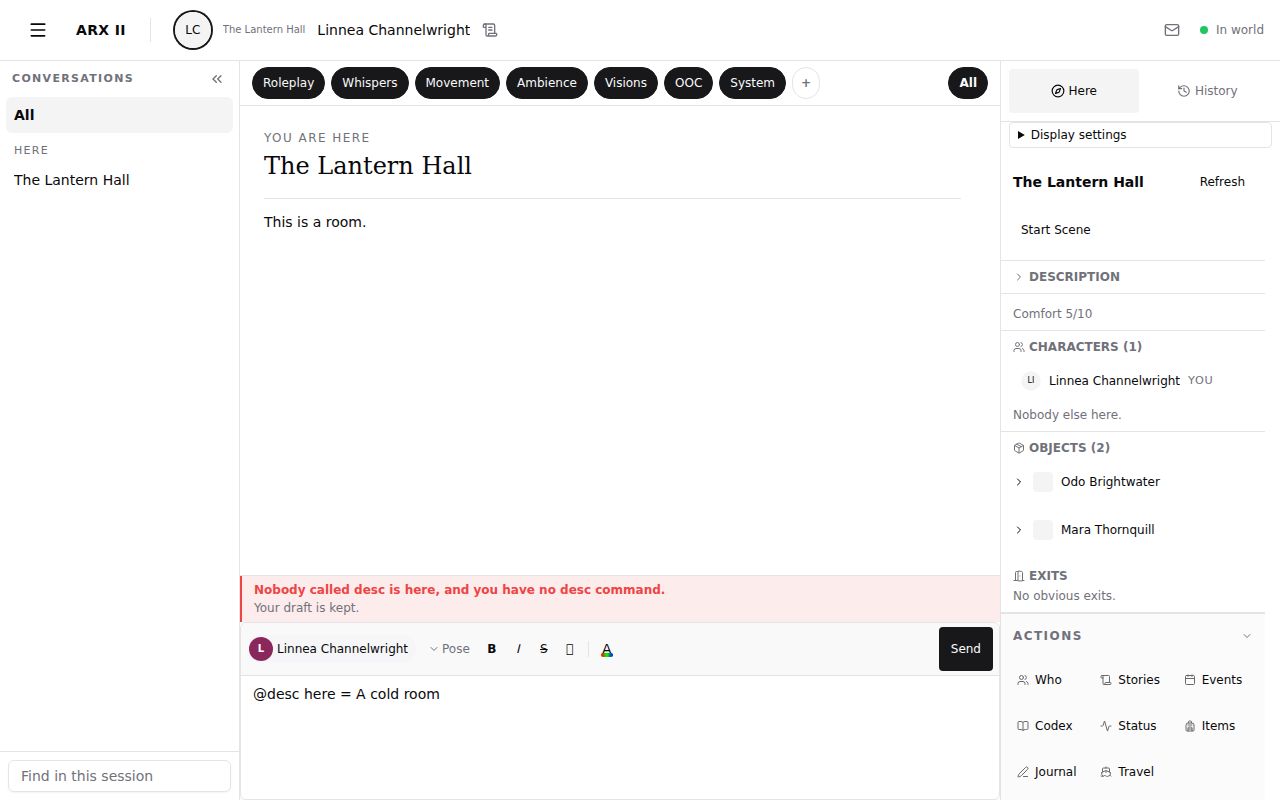 ARX II
LC
The Lantern Hall
Linnea Channelwright
In world
CONVERSATIONS
All
HERE
The Lantern Hall
Find in this session
Roleplay
Whispers
Movement
Ambience
Visions
OOC
System
+
All
YOU ARE HERE
The Lantern Hall
This is a room.
Nobody called desc is here, and you have no desc command.
Your draft is kept.
L
Linnea Channelwright
Pose
B
I
S
A
Send
@desc here = A cold room
Here
History
Display settings
The Lantern Hall
Refresh
Start Scene
DESCRIPTION
Comfort 5/10
CHARACTERS (1)
LI
Linnea Channelwright YOU
Nobody else here.
OBJECTS (2)
Odo Brightwater
Mara Thornquill
EXITS
No obvious exits.
ACTIONS
Who
Stories
Events
Codex
Status
Items
Journal
Travel